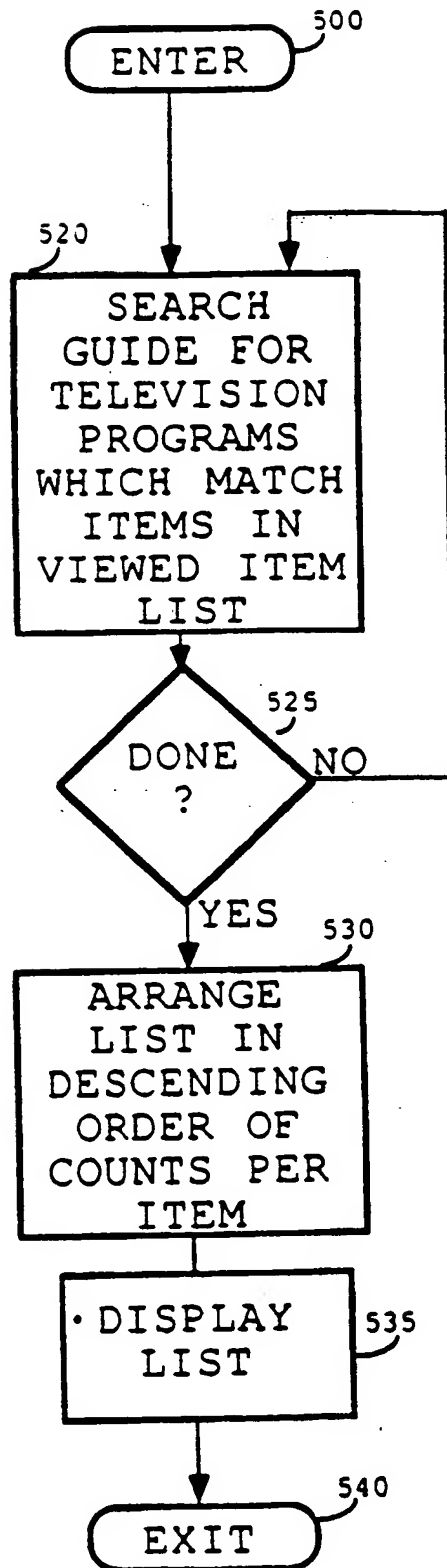 500
ENTER
520
SEARCH
GUIDE FOR
TELEVISION
PROGRAMS
WHICH MATCH
ITEMS IN
VIEWED ITEM
LIST
525
DONE
?
NO
YES
530
ARRANGE
LIST IN
DESCENDING
ORDER OF
COUNTS PER
ITEM
DISPLAY
LIST
535
540
EXIT